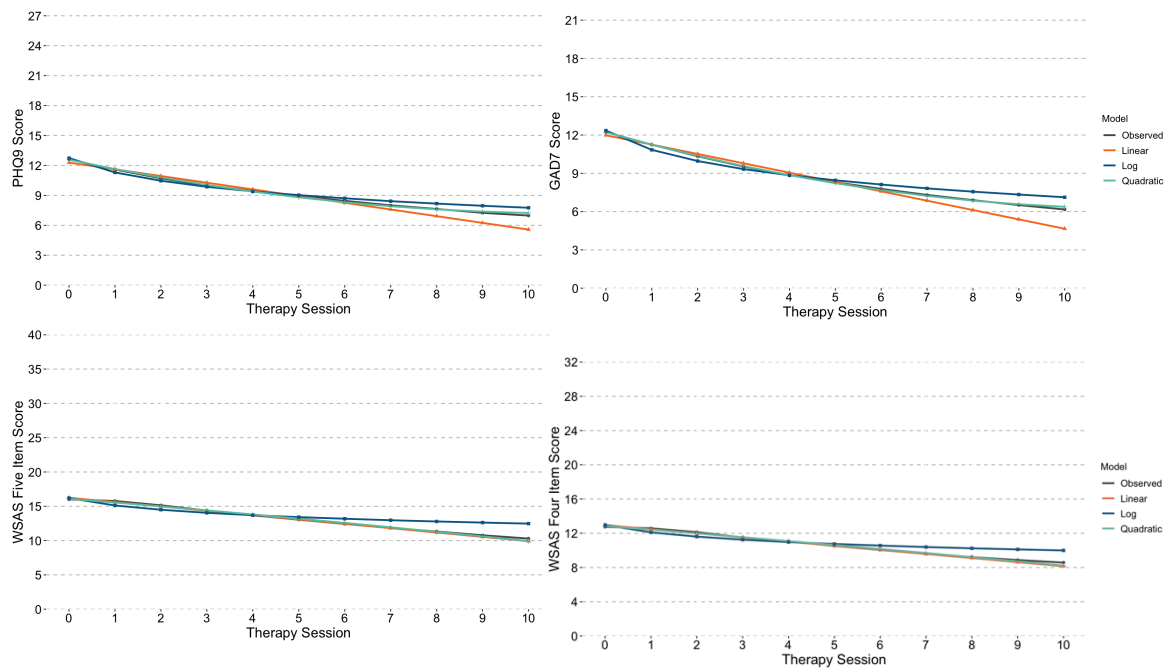 PHQ9 Score
27
24
21
18
15
12
9
6
3
0
0 1 2 3 4 5 6 7 8 9 10
Therapy Session
GAD7 Score
21
18
15
12
9
6
3
0
0 1 2 3 4 5 6 7 8 9 10
Therapy Session
Model
Observed
Linear
Log
Quadratic
WSAS Five Item Score
40
35
30
25
20
15
10
5
0
0 1 2 3 4 5 6 7 8 9 10
Therapy Session
WSAS Four Item Score
32
28
24
20
16
12
8
4
0
0 1 2 3 4 5 6 7 8 9 10
Therapy Session
Model
Observed
Linear
Log
Quadratic